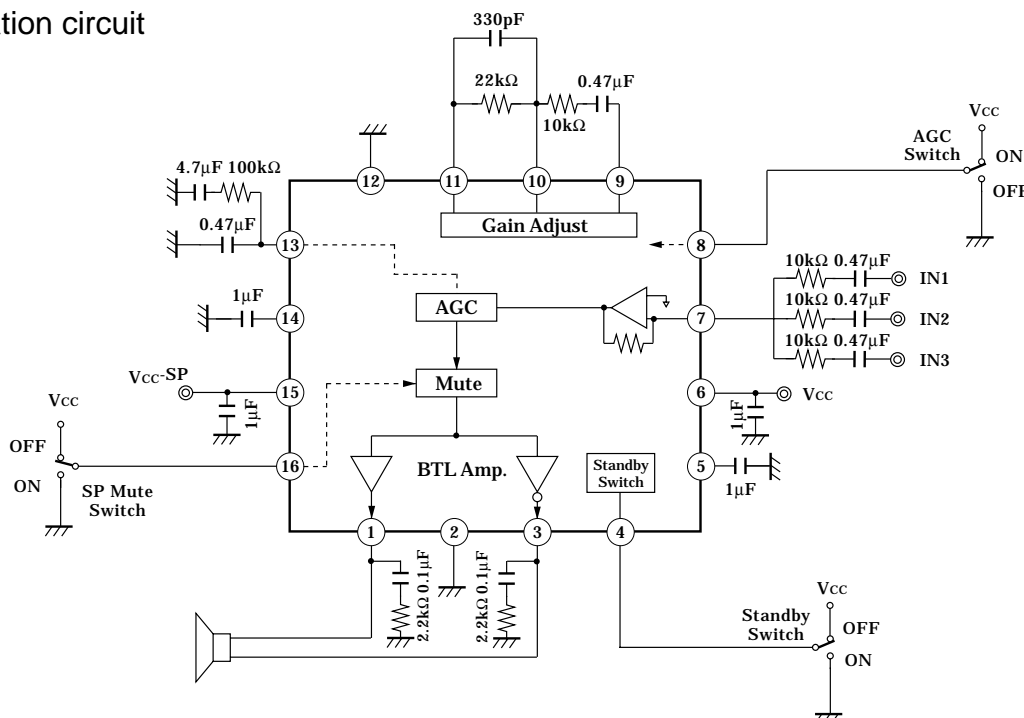 ation circuit
330pF
22kΩ
0.47µF
10kΩ
Vcc
AGC
Switch
ON
OFF
4.7µF 100kΩ
12
11
10
9
0.47µF
Gain Adjust
13
8
10kΩ 0.47µF
IN1
1µF
AGC
14
7
10kΩ 0.47µF
IN2
10kΩ 0.47µF
IN3
Vcc-SP
15
Mute
6
Vcc
1µF
1µF
Vcc
OFF
ON
SP Mute
Switch
16
BTL Amp.
Standby
Switch
5
1µF
1
2
3
4
2.2kΩ 0.1µF
2.2kΩ 0.1µF
Vcc
Standby
Switch
OFF
ON